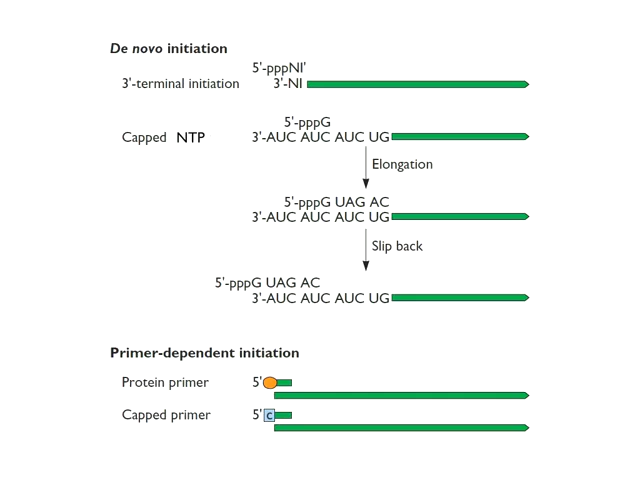 De novo initiation
5'-pppNI'
3'-terminal initiation 3'-NI
5'-pppG
Capped NTP 3'-AUC AUC AUC UG
Elongation
5'-pppG UAG AC
3'-AUC AUC AUC UG
Slip back
5'-pppG UAG AC
3'-AUC AUC AUC UG
Primer-dependent initiation
Protein primer 5'
Capped primer 5' c